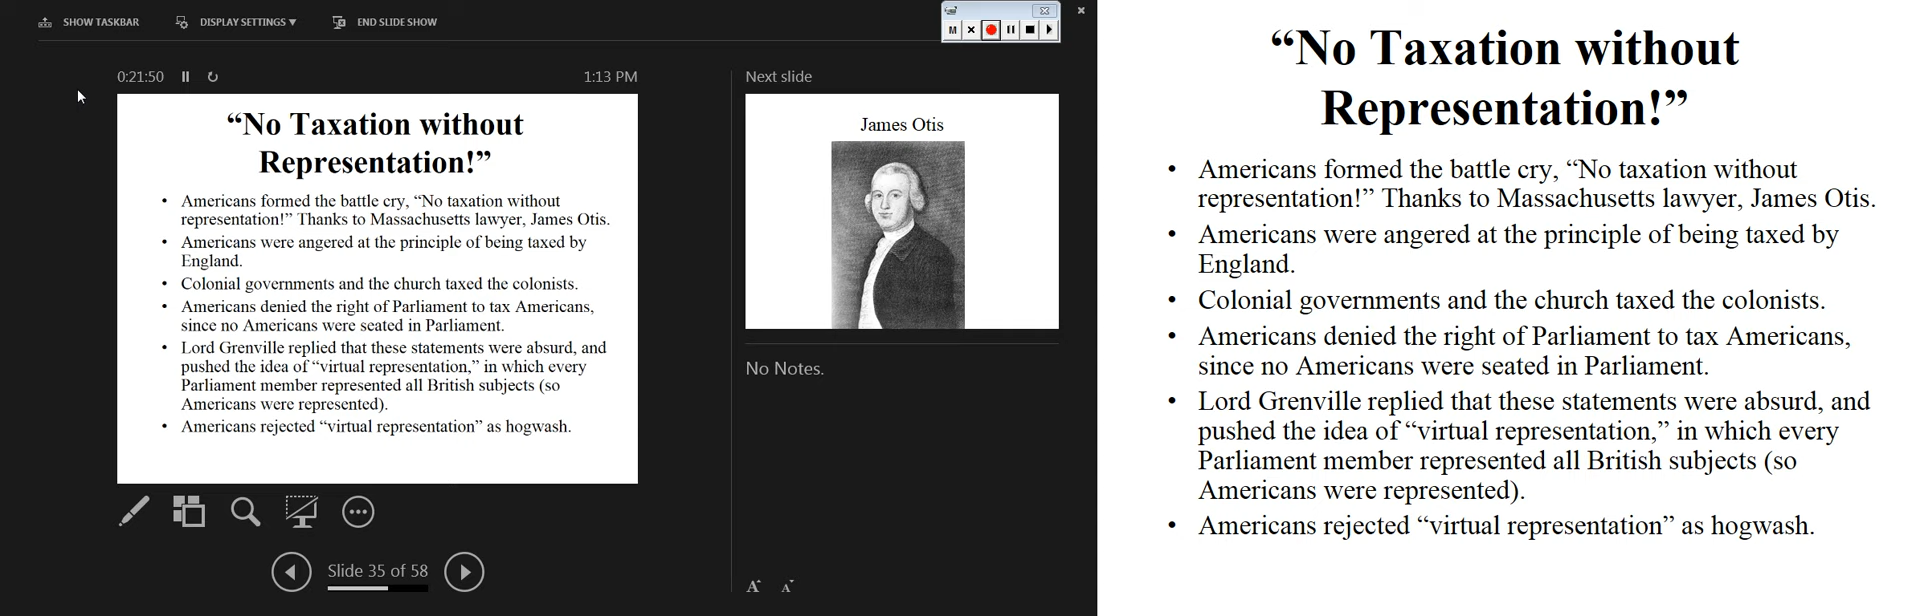 SHOW TASKBAR
DISPLAY SETTINGS ▼
END SLIDE SHOW
M
0:21:50
1:13 PM
“No Taxation without
Representation!”
• Americans formed the battle cry, “No taxation without
representation!” Thanks to Massachusetts lawyer, James Otis.
• Americans were angered at the principle of being taxed by
England.
• Colonial governments and the church taxed the colonists.
• Americans denied the right of Parliament to tax Americans,
since no Americans were seated in Parliament.
• Lord Grenville replied that these statements were absurd, and
pushed the idea of “virtual representation,” in which every
Parliament member represented all British subjects (so
Americans were represented).
• Americans rejected “virtual representation” as hogwash.
Slide 35 of 58
Next slide
James Otis
No Notes.
A A
“No Taxation without
Representation!”
• Americans formed the battle cry, “No taxation without
representation!” Thanks to Massachusetts lawyer, James Otis.
• Americans were angered at the principle of being taxed by
England.
• Colonial governments and the church taxed the colonists.
• Americans denied the right of Parliament to tax Americans,
since no Americans were seated in Parliament.
• Lord Grenville replied that these statements were absurd, and
pushed the idea of “virtual representation,” in which every
Parliament member represented all British subjects (so
Americans were represented).
• Americans rejected “virtual representation” as hogwash.